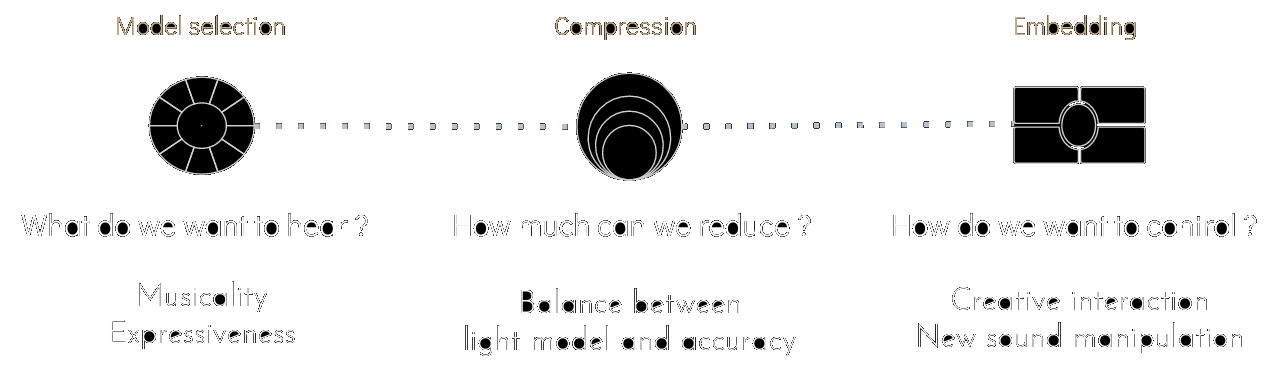 Model selection
Compression
Embedding
What do we want to hear ?
How much can we reduce ?
How do we want to control ?
Musicality
Expressiveness
Balance between
light model and accuracy
Creative interaction
New sound manipulation